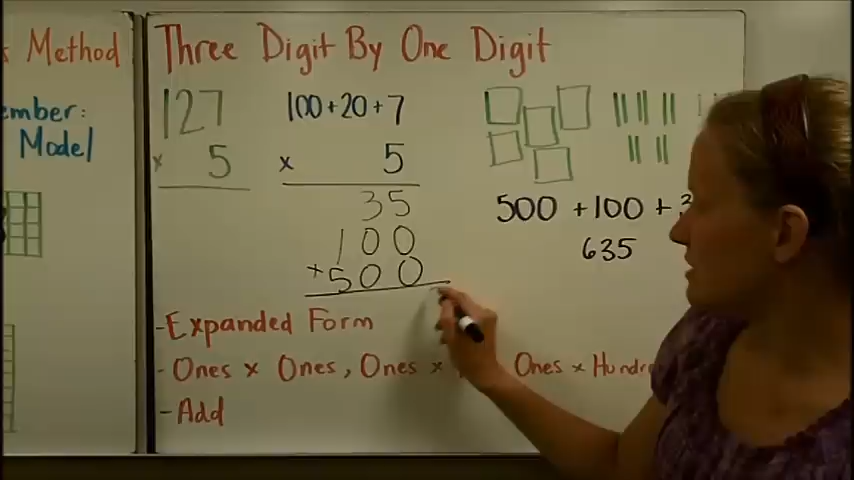 s Method
ember:
Model
Three Digit By One Digit
127
× 5
100+20+7
× 5
35
100
+500
500 +100 +
635
-Expanded Form
- Ones × Ones, Ones × Ones × Hundre
-Add